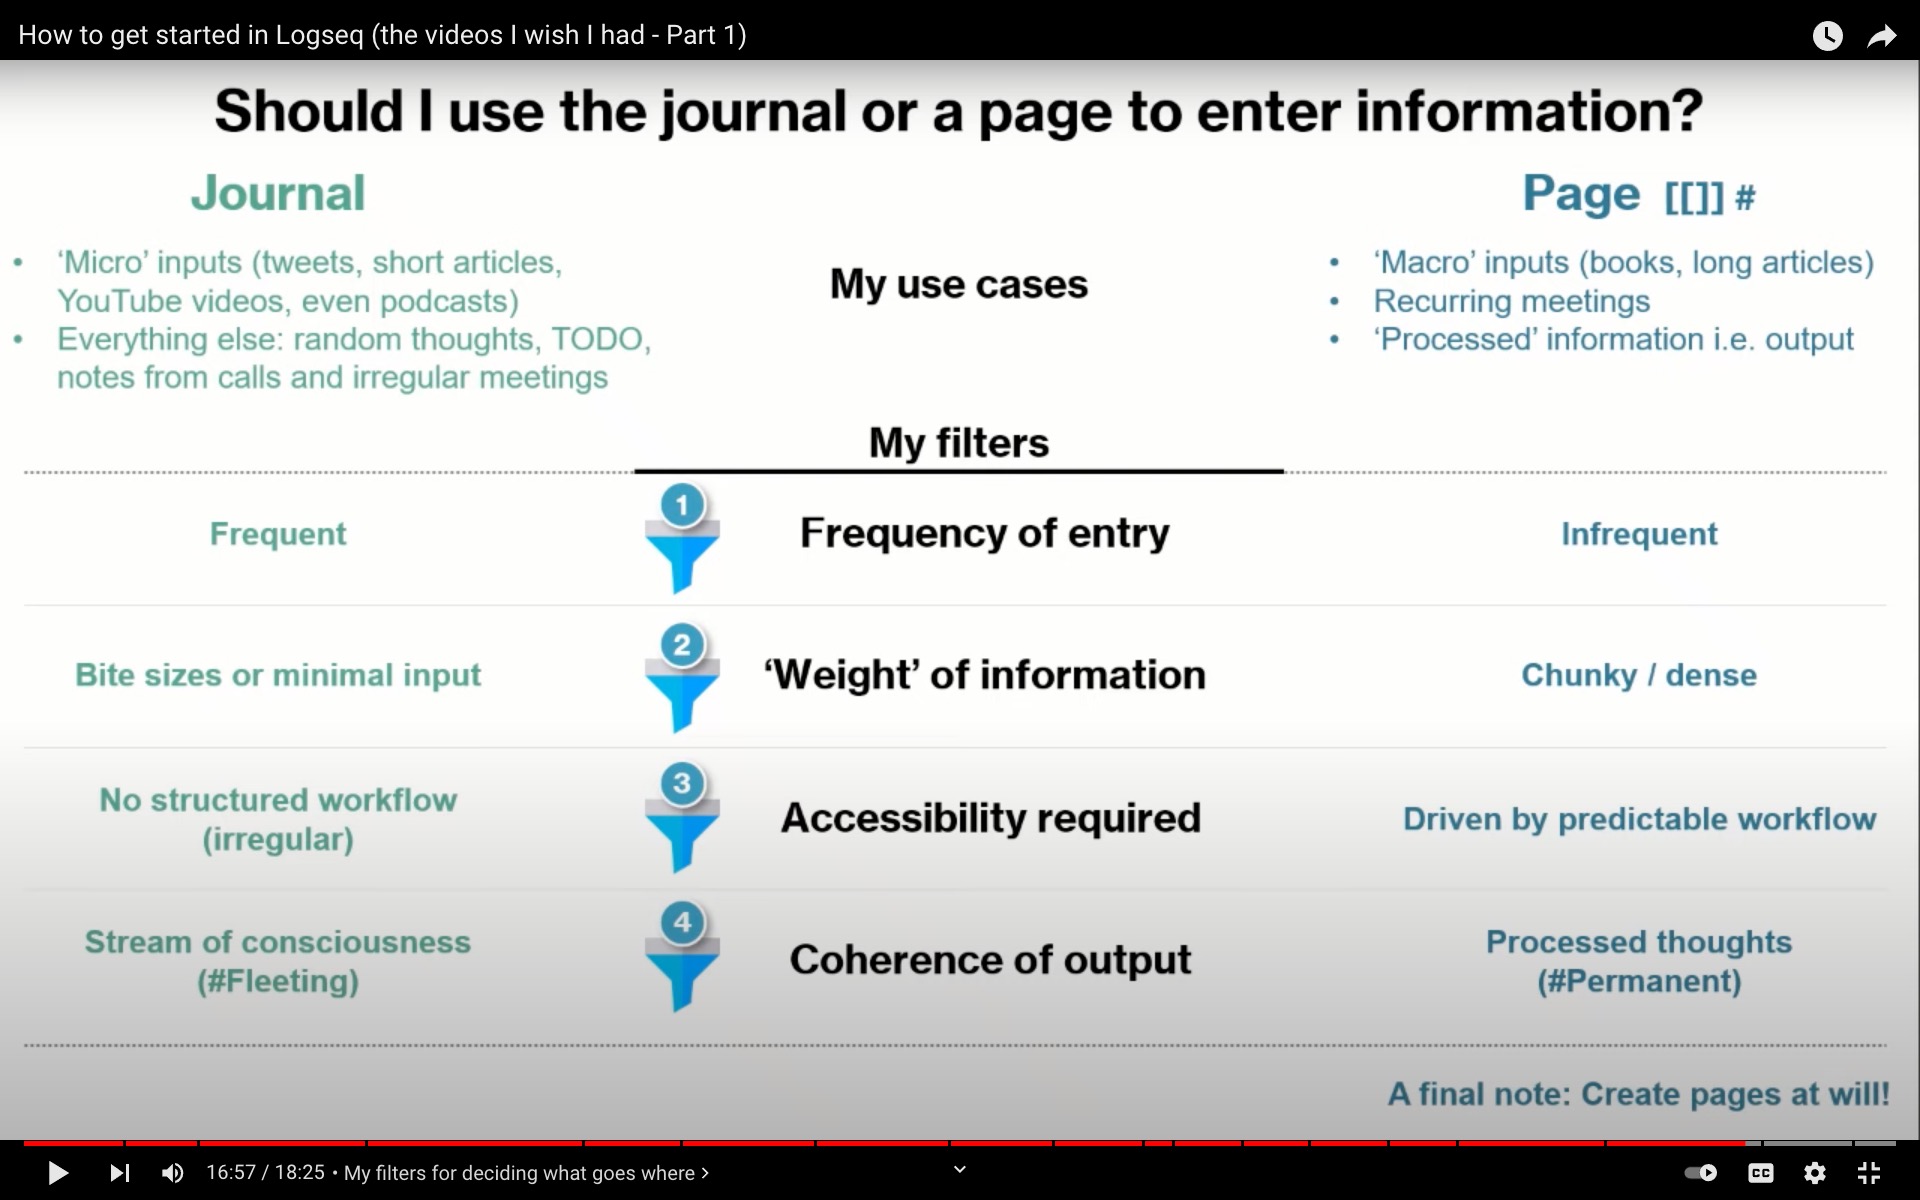 How to get started in Logseq (the videos I wish I had - Part 1)
Should I use the journal or a page to enter information?
Journal
• ‘Micro’ inputs (tweets, short articles,
YouTube videos, even podcasts)
• Everything else: random thoughts, TODO,
notes from calls and irregular meetings
My use cases
Page [[]] #
• ‘Macro’ inputs (books, long articles)
• Recurring meetings
• ‘Processed’ information i.e. output
My filters
Frequent
1
Frequency of entry
Infrequent
Bite sizes or minimal input
2
‘Weight’ of information
Chunky / dense
No structured workflow
(irregular)
3
Accessibility required
Driven by predictable workflow
Stream of consciousness
(#Fleeting)
4
Coherence of output
Processed thoughts
(#Permanent)
A final note: Create pages at will!
16:57 / 18:25 • My filters for deciding what goes where ›
CC